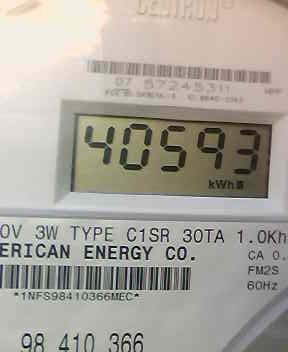 CENTRON
07 57245311
40593
kWh
0V 3W TYPE C1SR 30TA 1.0Kh
ERICAN ENERGY CO. CA 0.
FM2S
*1NFS98410366MEC* 60Hz
98 410 366